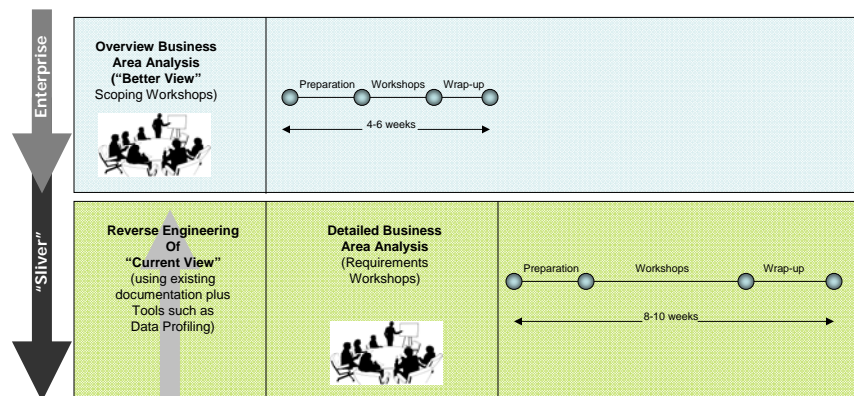 Enterprise
Overview Business
Area Analysis
(“Better View”
Scoping Workshops)
Preparation
Workshops
Wrap-up
4-6 weeks
“Sliver”
Reverse Engineering
Of
“Current View”
(using existing
documentation plus
Tools such as
Data Profiling)
Detailed Business
Area Analysis
(Requirements
Workshops)
Preparation
Workshops
Wrap-up
8-10 weeks